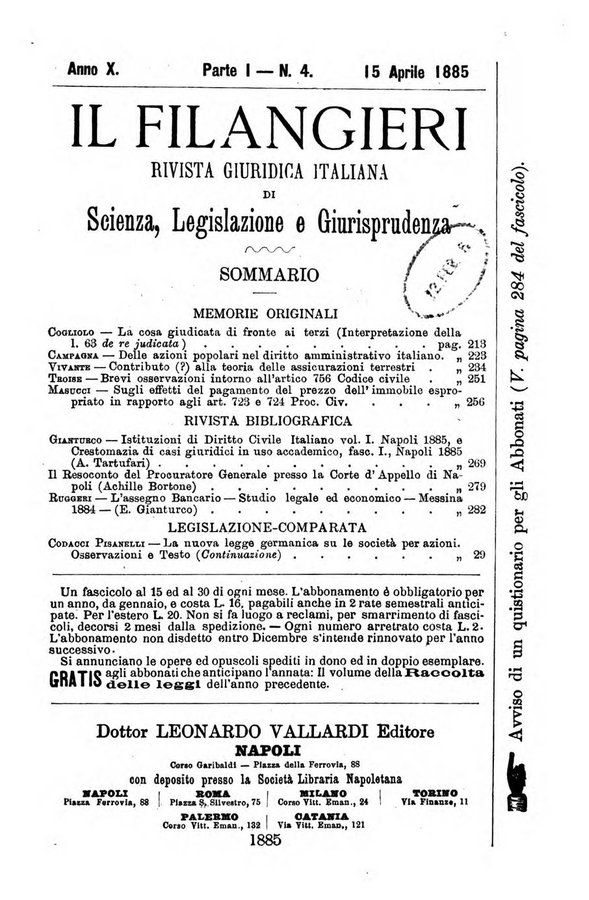 Anno X. Parte I — N. 4. 15 Aprile 1885
IL FILANGIERI
RIVISTA GIURIDICA ITALIANA
DI
Scienza, Legislazione e Giurisprudenza
SOMMARIO
MEMORIE ORIGINALI
COGLIOLO — La cosa giudicata di fronte ai terzi (Interpretazione della
l. 63 de re judicata) . . . . . . . . . pag. 213
CAMPAGNA — Delle azioni popolari nel diritto amministrativo italiano. „ 223
VIVANTE — Contributo (?) alla teoria delle assicurazioni terrestri . „ 234
TROISE — Brevi osservazioni intorno all'artico 756 Codice civile . „ 251
MASUCCI — Sugli effetti del pagamento del prezzo dell'immobile espro-
priato in rapporto agli art. 723 e 724 Proc. Civ. . . . . „ 256
RIVISTA BIBLIOGRAFICA
GIANTURCO — Istituzioni di Diritto Civile Italiano vol. I. Napoli 1885, e
Crestomazia di casi giuridici in uso accademico, fasc. I., Napoli 1885
(A. Tartufari) . . . . . . . . . . . „ 269
Il Resoconto del Procuratore Generale presso la Corte d'Appello di Na-
poli (Achille Bortone) . . . . . . . . . „ 279
RUGGERI — L'assegno Bancario — Studio legale ed economico — Messina
1884 — (E. Gianturco) . . . . . . . . . „ 282
LEGISLAZIONE-COMPARATA
CODACCI PISANELLI — La nuova legge germanica su le società per azioni.
Osservazioni e Testo (Continuazione) . . . . . . „ 29
Un fascicolo al 15 ed al 30 di ogni mese. L'abbonamento è obbligatorio per
un anno, da gennaio, e costa L. 16, pagabili anche in 2 rate semestrali antici-
pate. Per l'estero L. 20. Non si fa luogo a reclami, per smarrimento di fasci-
coli, decorsi 2 mesi dalla spedizione. — Ogni numero arretrato costa L. 2.
L'abbonamento non disdetto entro Dicembre s'intende rinnovato per l'anno
successivo.
Si annunciano le opere ed opuscoli spediti in dono ed in doppio esemplare.
GRATIS agli abbonati che anticipano l'annata: Il volume della Raccolta
delle leggi dell'anno precedente.
Dottor LEONARDO VALLARDI Editore
NAPOLI
Corso Garibaldi — Piazza della Ferrovia, 88
con deposito presso la Società Libraria Napoletana
NAPOLI ROMA MILANO TORINO
Piazza Ferrovia, 88 | Piazza S. Silvestro, 75 | Corso Vitt. Eman., 24 | Via Finanze, 11
PALERMO CATANIA
Corso Vitt. Eman., 132 | Via Vitt. Eman., 121
1885
Avviso di un quistionario per gli Abbonati (V. pagina 284 del fascicolo).